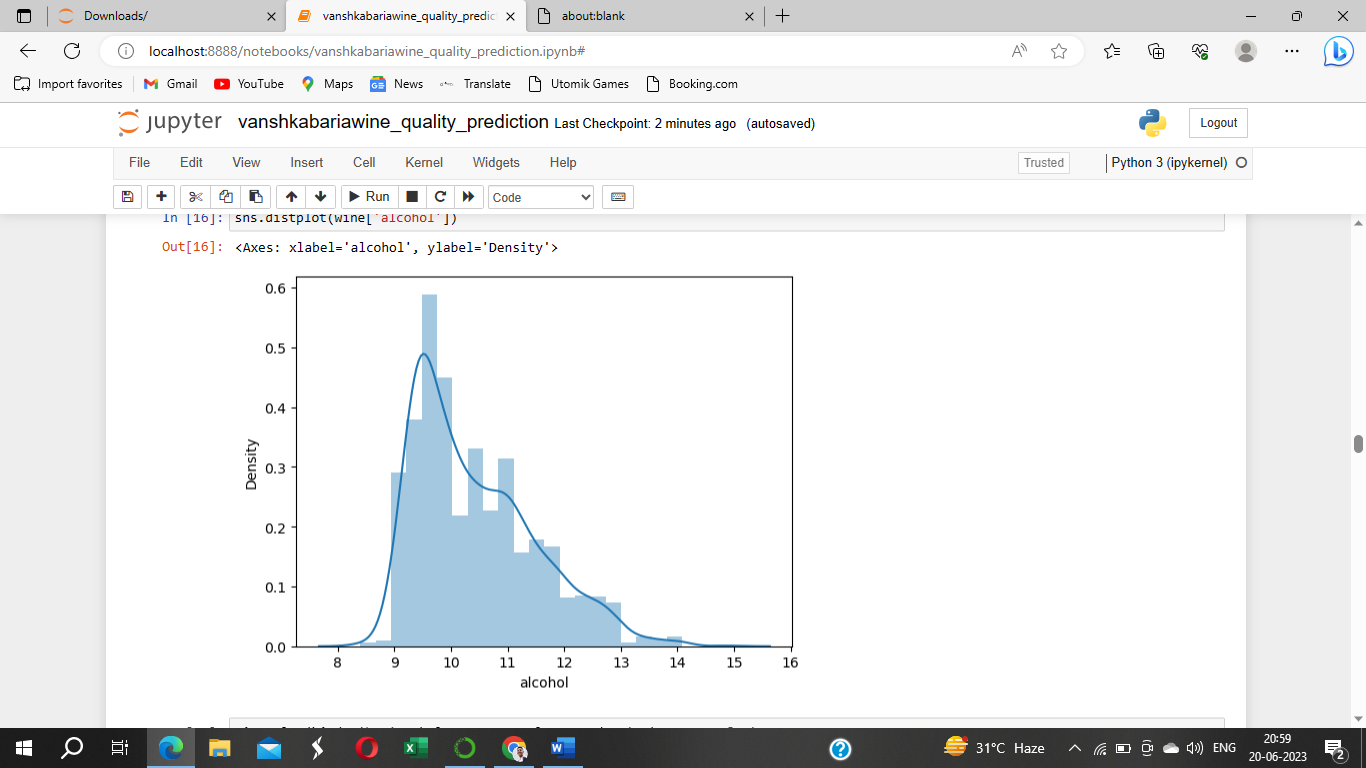 Downloads/
vanshkabariawine_quality_predic
about:blank
localhost:8888/notebooks/vanshkabariawine_quality_prediction.ipynb#
Import favorites Gmail YouTube Maps News Translate Utomik Games Booking.com
jupyter vanshkabariawine_quality_prediction Last Checkpoint: 2 minutes ago (autosaved) Logout
File Edit View Insert Cell Kernel Widgets Help Trusted Python 3 (ipykernel)
Run Code
In [16]: sns.distplot(wine['alcohol'])
Out[16]: <Axes: xlabel='alcohol', ylabel='Density'>
0.6
0.5
0.4
0.3
0.2
0.1
0.0
Density
8 9 10 11 12 13 14 15 16
alcohol
31°C Haze ENG 20:59
20-06-2023 2